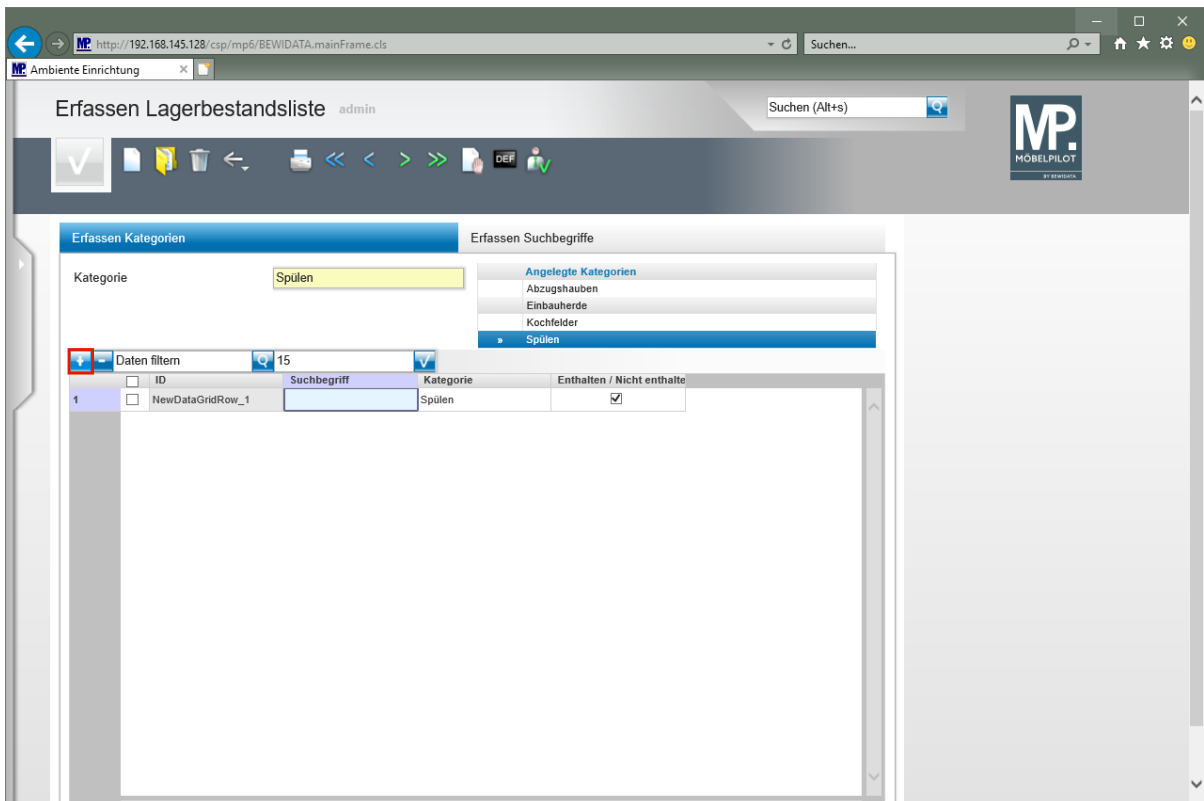 http://192.168.145.128/csp/mp6/BEWIDATA.mainFrame.cls
Suchen...
MP. Ambiente Einrichtung
Erfassen Lagerbestandsliste admin
Suchen (Alt+s)
MP.
MÖBELPILOT
BY BEWIDATA
DEF
Erfassen Kategorien
Erfassen Suchbegriffe
Kategorie
Spülen
Angelegte Kategorien
Abzugshauben
Einbauherde
Kochfelder
» Spülen
Daten filtern
15
ID Suchbegriff Kategorie Enthalten / Nicht enthalte
1 NewDataGridRow_1 Spülen